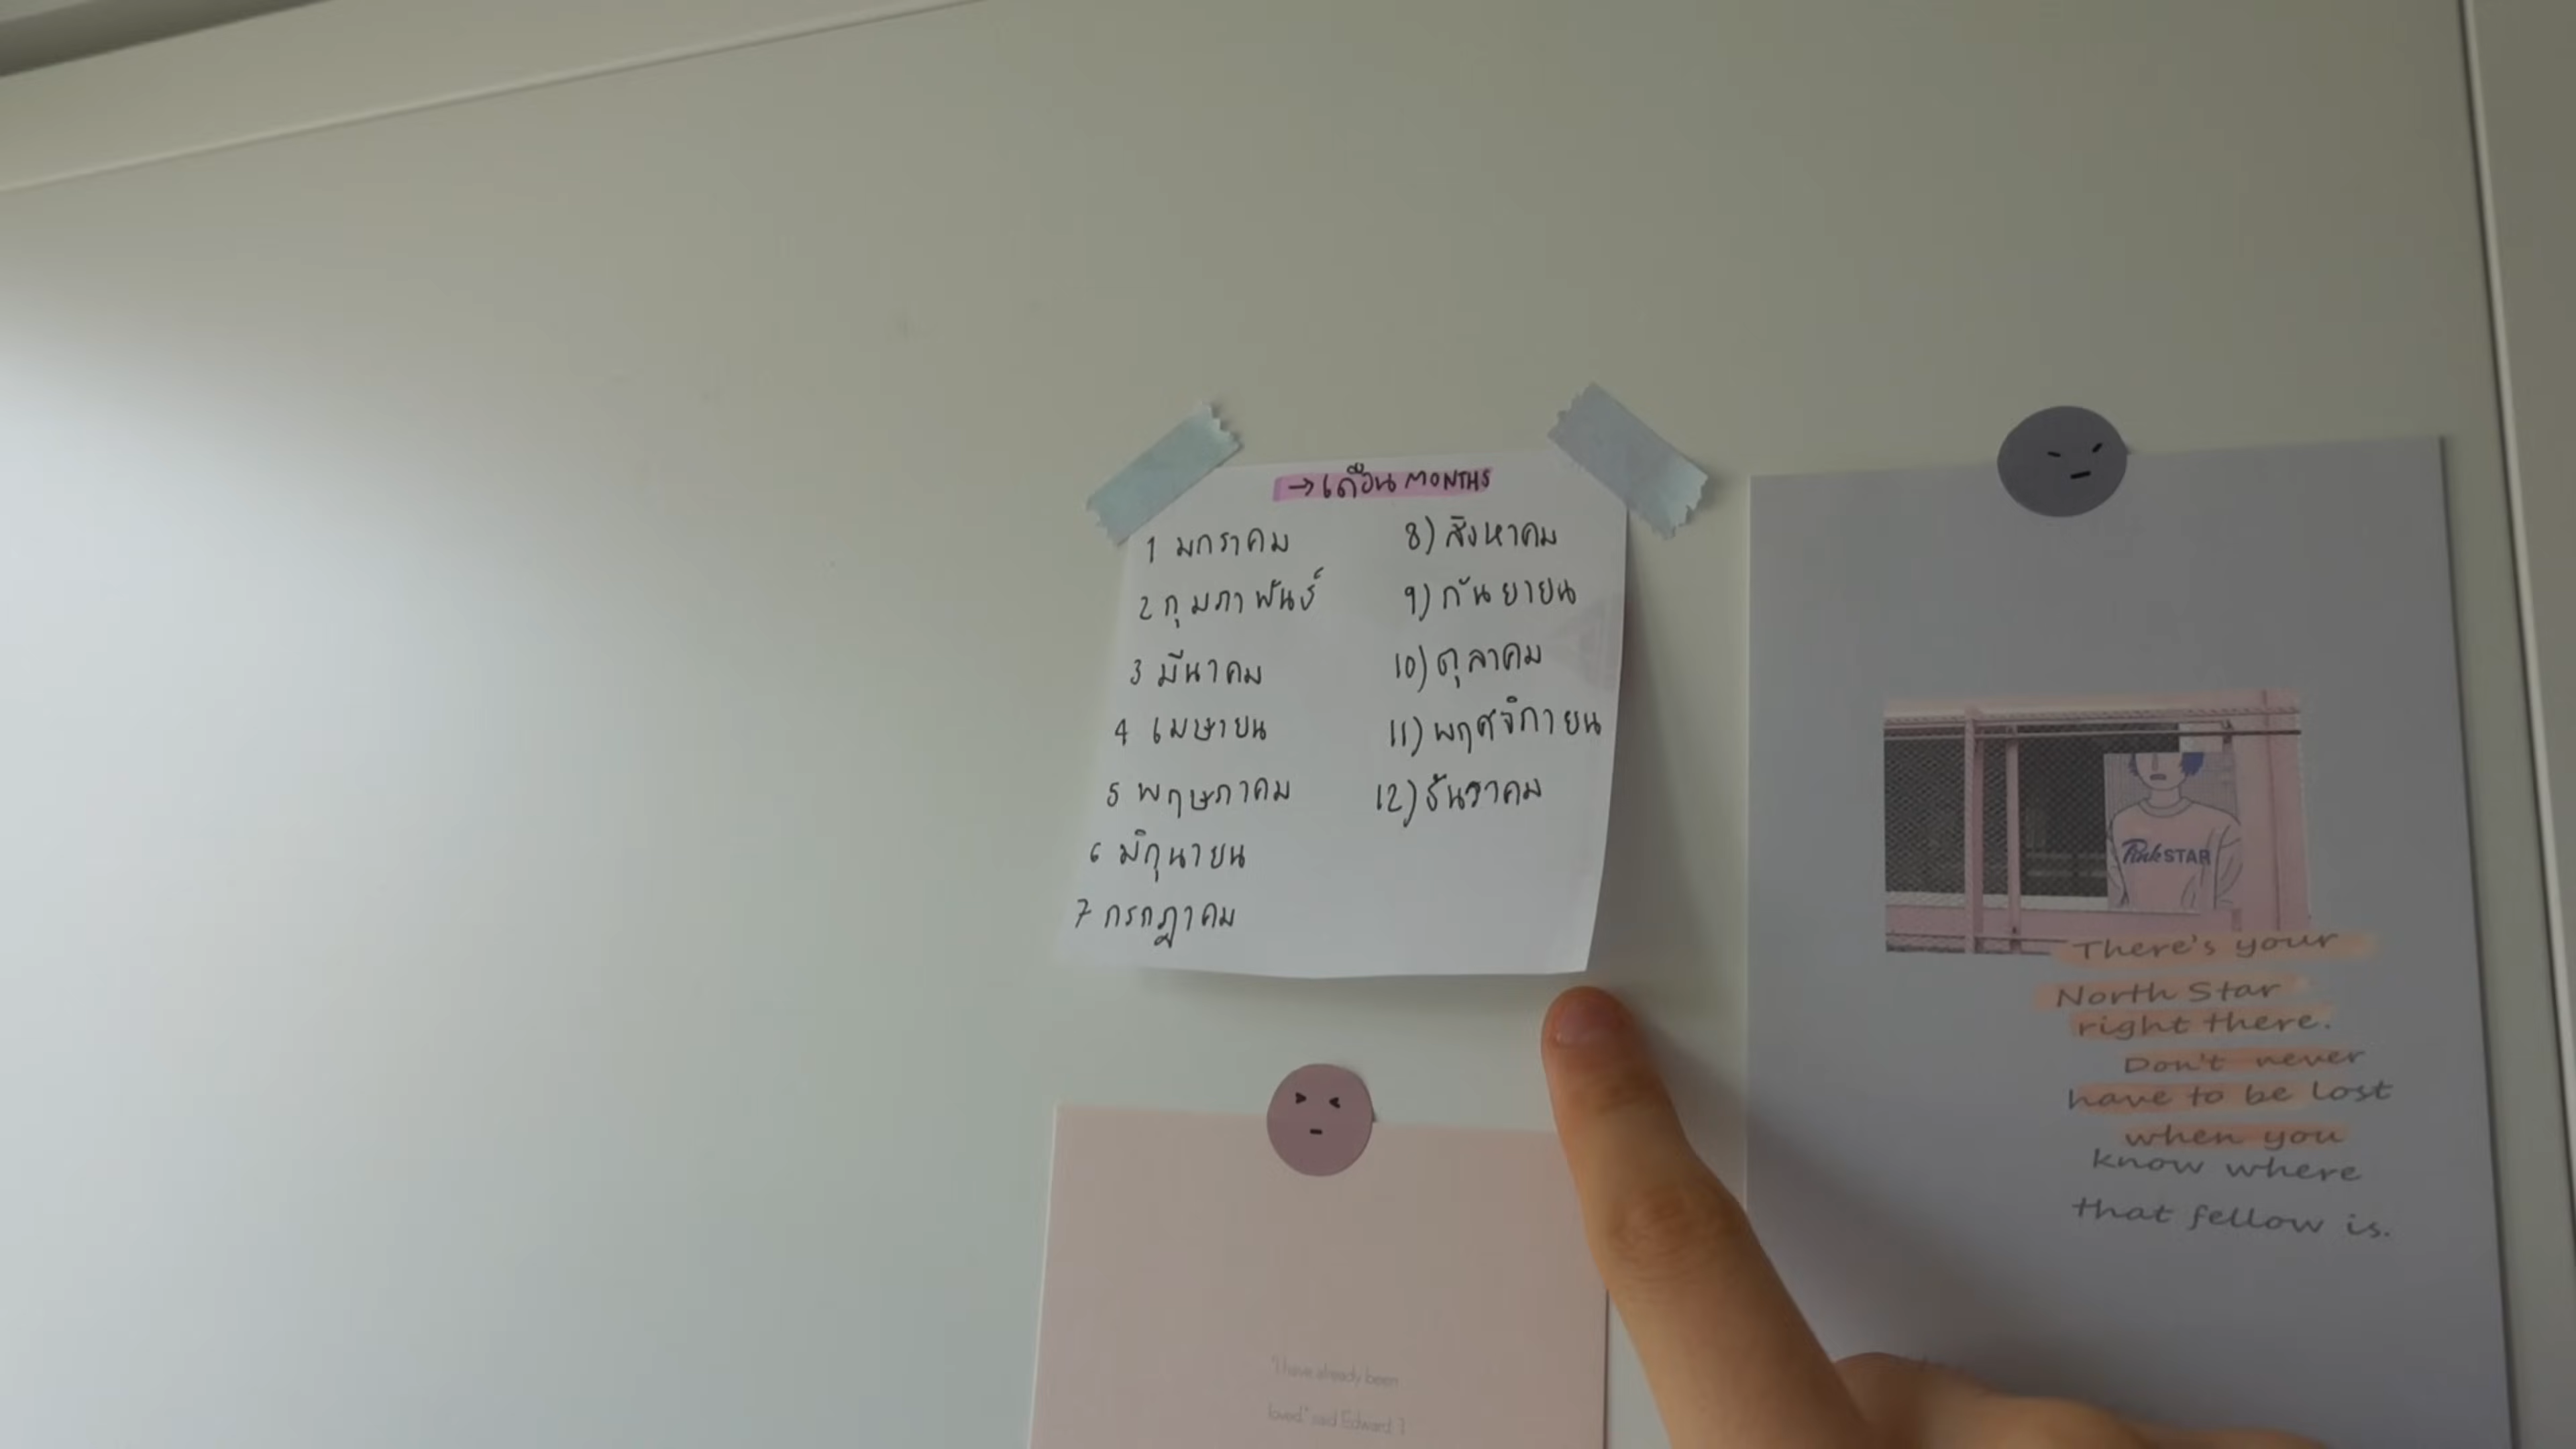 → เดือน MONTHS
1 มกราคม
2 กุมภาพันธ์
3 มีนาคม
4 เมษายน
5 พฤษภาคม
6 มิถุนายน
7 กรกฎาคม
8) สิงหาคม
9) กันยายน
10) ตุลาคม
11) พฤศจิกายน
12) ธันวาคม
Pink STAR
There's your
North Star
right there.
Don't never
have to be lost
when you
know where
that fellow is.
"I have already been
loved," said Edward